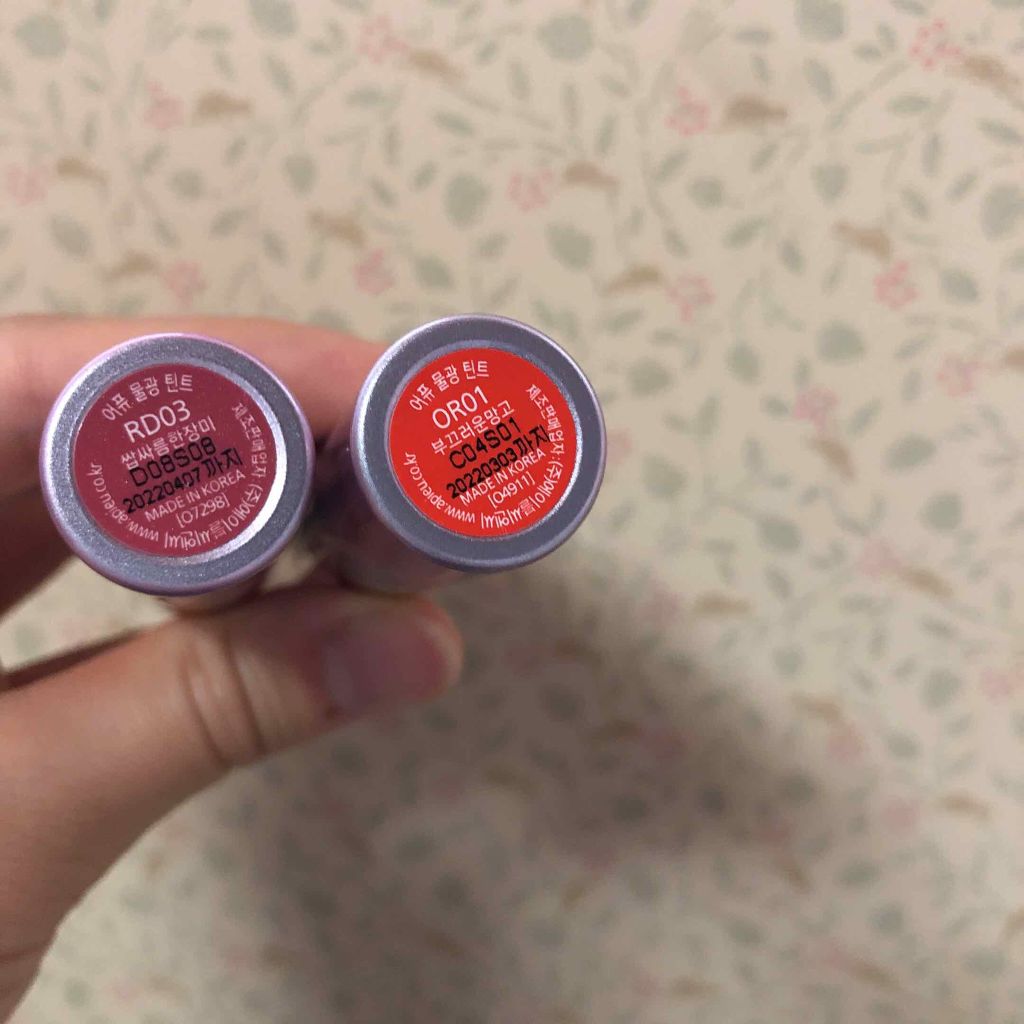 어퓨 물광 틴트
RD03
쌉싸름한장미
D08S08
20220407까지
MADE IN KOREA
[O7298]
제조판매업자:(주)에이블씨엔씨
www.apieu.co.kr
어퓨 물광 틴트
OR01
부끄러운망고
C04S01
20220303까지
MADE IN KOREA
[O4911]
제조판매업자:(주)에이블씨엔씨
www.apieu.co.kr